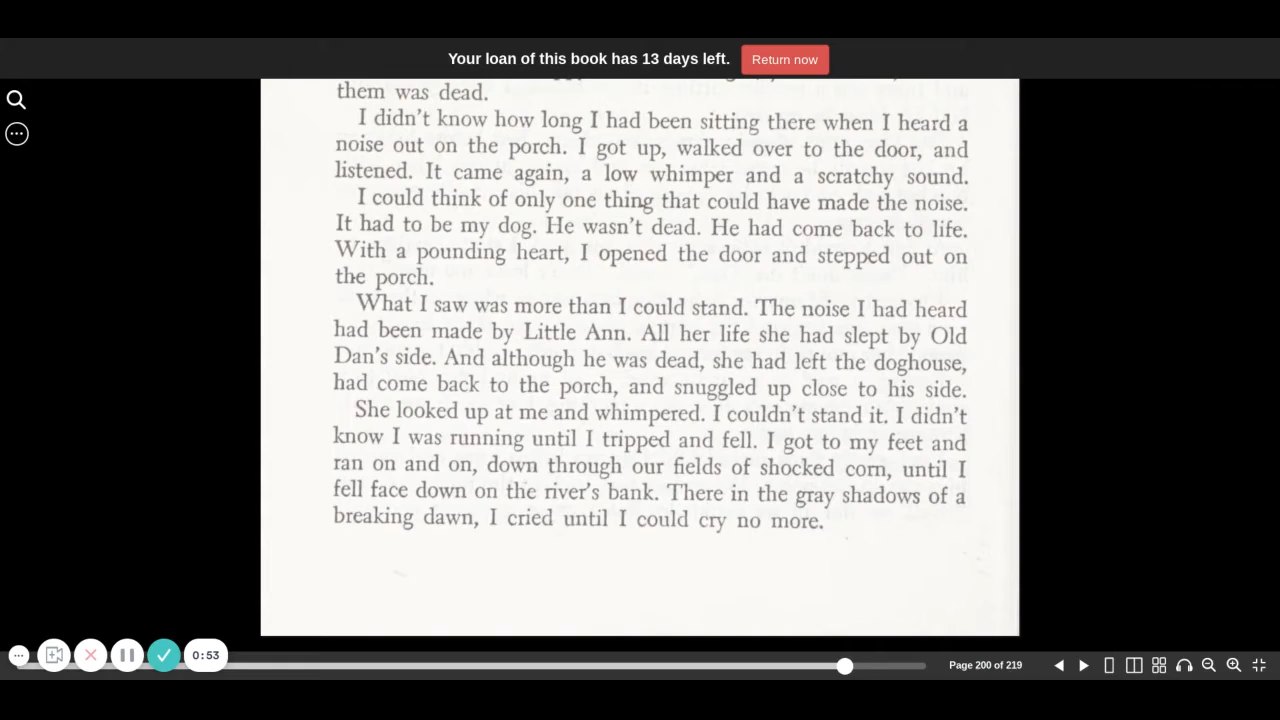 Your loan of this book has 13 days left. Return now
them was dead.
I didn't know how long I had been sitting there when I heard a
noise out on the porch. I got up, walked over to the door, and
listened. It came again, a low whimper and a scratchy sound.
I could think of only one thing that could have made the noise.
It had to be my dog. He wasn't dead. He had come back to life.
With a pounding heart, I opened the door and stepped out on
the porch.
What I saw was more than I could stand. The noise I had heard
had been made by Little Ann. All her life she had slept by Old
Dan's side. And although he was dead, she had left the doghouse,
had come back to the porch, and snuggled up close to his side.
She looked up at me and whimpered. I couldn't stand it. I didn't
know I was running until I tripped and fell. I got to my feet and
ran on and on, down through our fields of shocked corn, until I
fell face down on the river's bank. There in the gray shadows of a
breaking dawn, I cried until I could cry no more.
0:53
Page 200 of 219